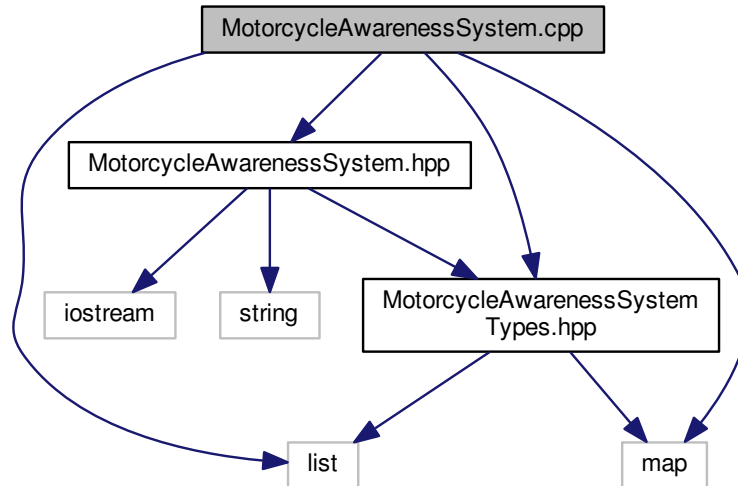 MotorcycleAwarenessSystem.cpp
MotorcycleAwarenessSystem.hpp
MotorcycleAwarenessSystem
Types.hpp
iostream
string
list
map